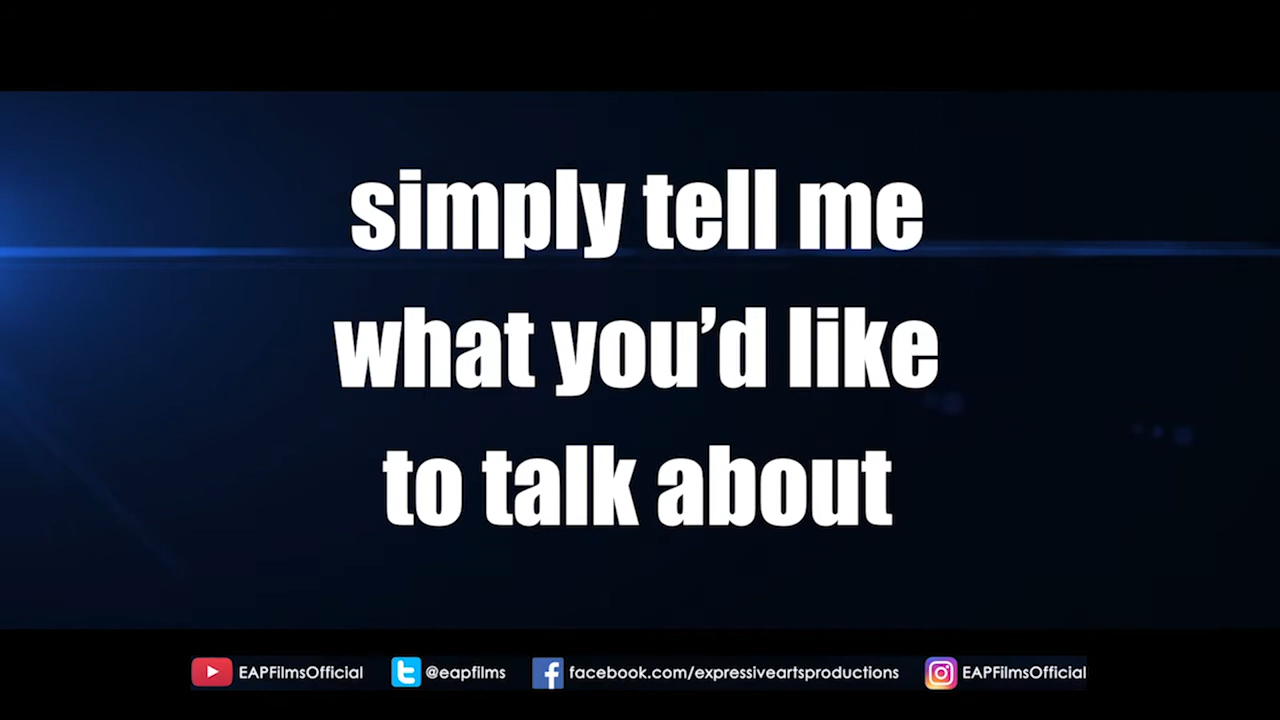 simply tell me
what you’d like
to talk about
EAPFilmsOfficial @eapfilms facebook.com/expressiveartsproductions EAPFilmsOfficial